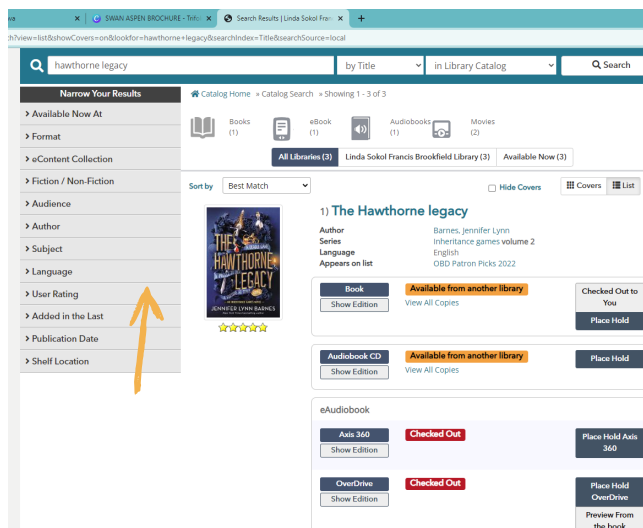 SWAN ASPEN BROCHURE - Trifol
Search Results | Linda Sokol Fran
ch?view=list&showCovers=on&lookfor=hawthorne+legacy&searchIndex=Title&searchSource=local
hawthorne legacy
by Title
in Library Catalog
Search
Narrow Your Results
Available Now At
Format
eContent Collection
Fiction / Non-Fiction
Audience
Author
Subject
Language
User Rating
Added in the Last
Publication Date
Shelf Location
Catalog Home » Catalog Search » Showing 1 - 3 of 3
Books (1)
eBook (1)
Audiobooks (1)
Movies (2)
All Libraries (3) Linda Sokol Francis Brookfield Library (3) Available Now (3)
Sort by Best Match
Hide Covers
Covers List
THE HAWTHORNE LEGACY
JENNIFER LYNN BARNES
1) The Hawthorne legacy
Author Barnes, Jennifer Lynn
Series Inheritance games volume 2
Language English
Appears on list OBD Patron Picks 2022
Book
Show Edition
Available from another library
View All Copies
Checked Out to You
Place Hold
Audiobook CD
Show Edition
Available from another library
View All Copies
Place Hold
eAudiobook
Axis 360
Show Edition
Checked Out
Place Hold Axis 360
OverDrive
Show Edition
Checked Out
Place Hold OverDrive
Preview From
the book